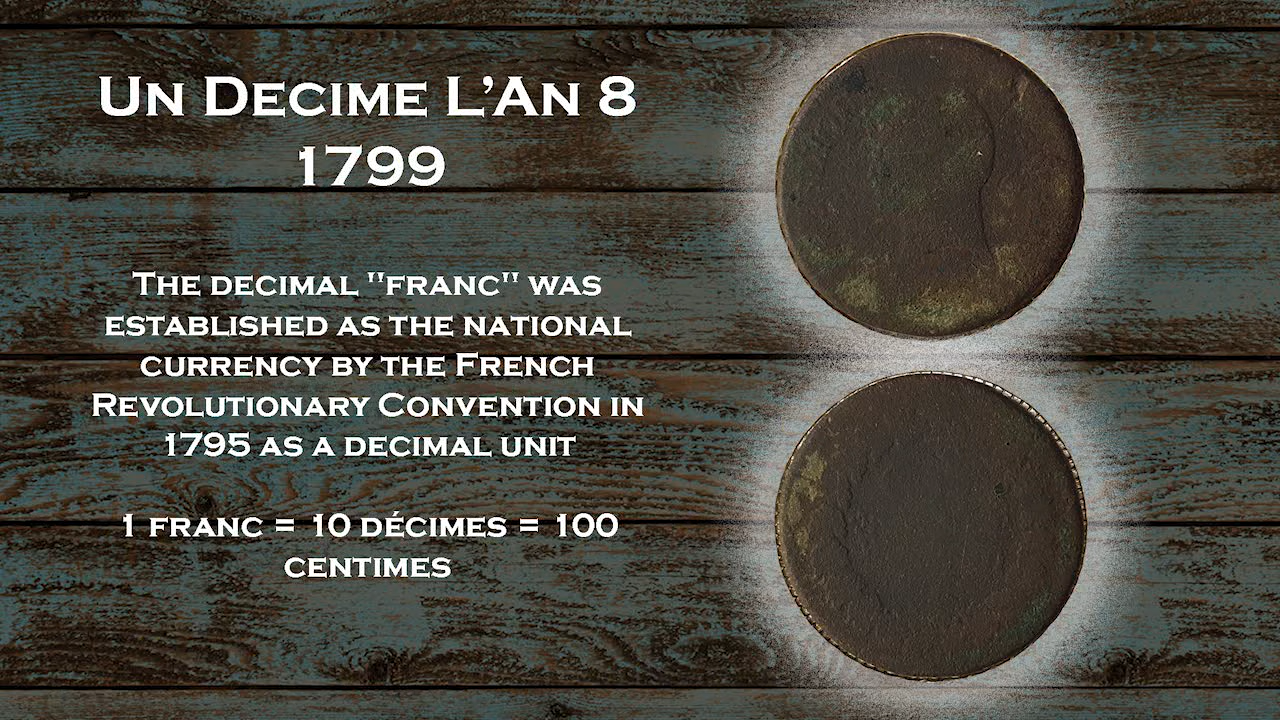 Un Decime L’An 8
1799
The decimal "franc" was
established as the national
currency by the French
Revolutionary Convention in
1795 as a decimal unit
1 franc = 10 décimes = 100
centimes